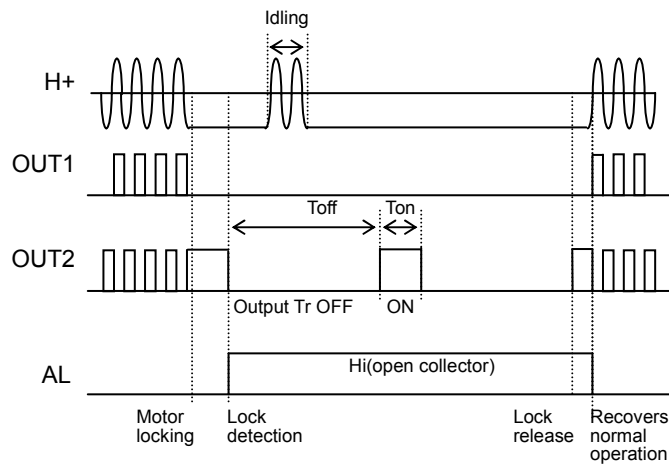 Idling
H+
OUT1
Toff
Ton
OUT2
Output Tr OFF
ON
Hi(open collector)
AL
Motor
locking
Lock
detection
Lock
release
Recovers
normal
operation